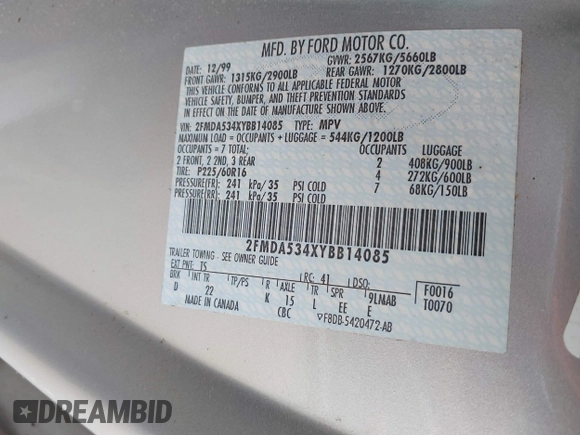 MFD. BY FORD MOTOR CO.
DATE: 12/99 GVWR: 2567KG/5660LB
FRONT GAWR: 1315KG/2900LB REAR GAWR: 1270KG/2800LB
THIS VEHICLE CONFORMS TO ALL APPLICABLE FEDERAL MOTOR
VEHICLE SAFETY, BUMPER, AND THEFT PREVENTION STANDARDS
IN EFFECT ON THE DATE OF MANUFACTURE SHOWN ABOVE.
VIN: 2FMDA534XYBB14085 TYPE: MPV
MAXIMUM LOAD = OCCUPANTS + LUGGAGE = 544KG/1200LB
OCCUPANTS = 7 TOTAL: OCCUPANTS LUGGAGE
2 FRONT, 2 2ND, 3 REAR 2 408KG/900LB
TIRE: P225/60R16 4 272KG/600LB
PRESSURE(FR) 241 kPa/35 PSI COLD 7 68KG/150LB
PRESSURE(RR) 241 kPa/35 PSI COLD
2FMDA534XYBB14085
TRAILER TOWING - SEE OWNER GUIDE
EXT PNT: TS RC: 41 DSO:
BRK INT TR TP/PS R AXLE TR SPR 9LMAB F0016
D 22 K 15 L EE E T0070
MADE IN CANADA CBC F8DB-5420472-AB
DREAMBID